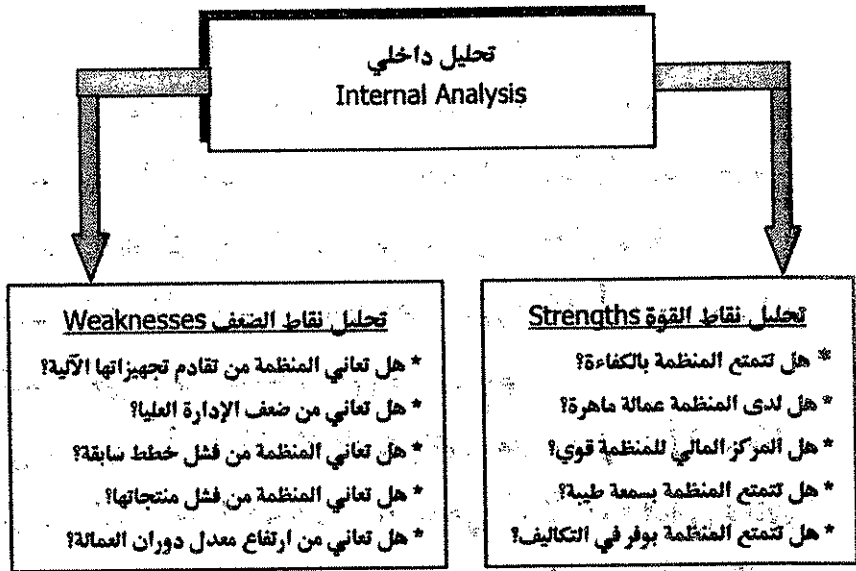 تحليل داخلي
Internal Analysis
تحليل نقاط القوة Strengths
* هل تتمتع المنظمة بالكفاءة؟
* هل لدى المنظمة عمالة ماهرة؟
* هل المركز المالي للمنظمة قوي؟
* هل تتمتع المنظمة بسمعة طيبة؟
* هل تتمتع المنظمة بوفر في التكاليف؟
تحليل نقاط الضعف Weaknesses
* هل تعاني المنظمة من تقادم تجهيزاتها الآلية؟
* هل تعاني من ضعف الإدارة العليا؟
* هل تعاني المنظمة من فشل خطط سابقة؟
* هل تعاني المنظمة من فشل منتجاتها؟
* هل تعاني من ارتفاع معدل دوران العمالة؟